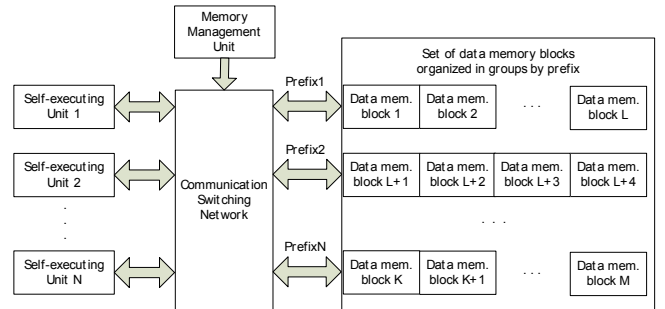 Memory
Management
Unit
Set of data memory blocks
organized in groups by prefix
Self-executing
Unit 1
Prefix1
Data mem.
block 1
Data mem.
block 2
. . .
Data mem.
block L
Self-executing
Unit 2
Communication
Switching
Network
Prefix2
Data mem.
block L+1
Data mem.
block L+2
Data mem.
block L+3
Data mem.
block L+4
.
.
.
. . .
Self-executing
Unit N
PrefixN
Data mem.
block K
Data mem.
block K+1
. . .
Data mem.
block M